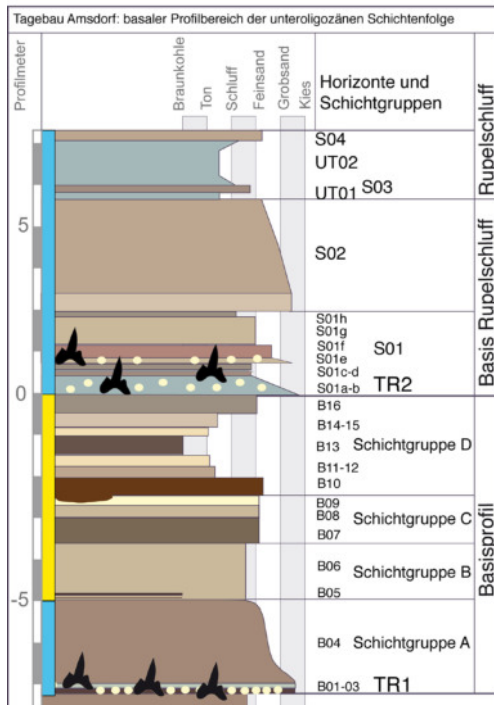 Tagebau Amsdorf: basaler Profilbereich der unteroligozänen Schichtenfolge
Profilmeter
Braunkohle
Ton
Schluff
Feinsand
Grobsand
Kies
Horizonte und
Schichtgruppen
S04
UT02
UT01 S03
Rupelschluff
5
S02
S01h
S01g
S01f S01
S01e
S01c-d
S01a-b TR2
Basis Rupelschluff
0
B16
B14-15
B13 Schichtgruppe D
B11-12
B10
B09
B08 Schichtgruppe C
B07
B06 Schichtgruppe B
B05
-5
B04 Schichtgruppe A
B01-03 TR1
Basisprofil